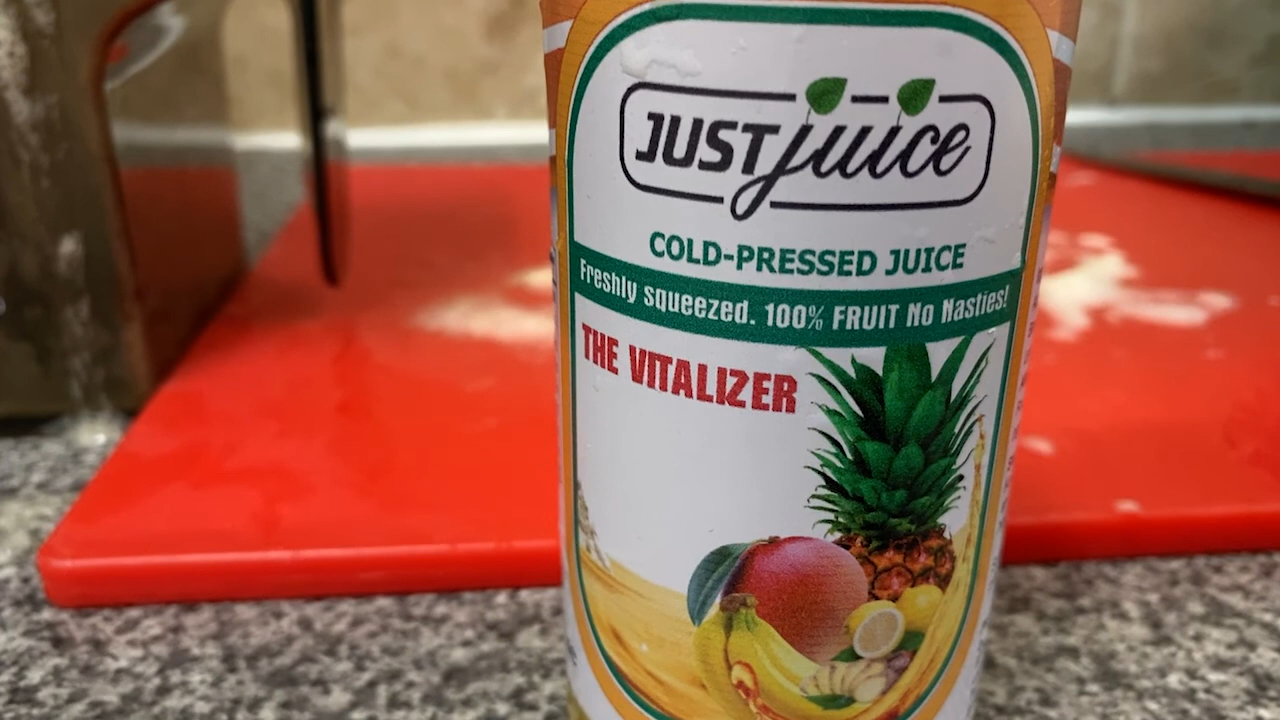 JUST juice
COLD-PRESSED JUICE
Freshly squeezed. 100% FRUIT No Nasties!
THE VITALIZER